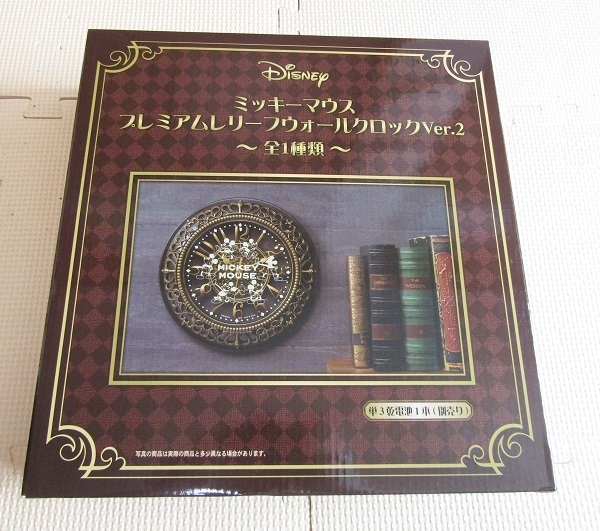 Disney
ミッキーマウス
プレミアムレリーフウォールクロックVer.2
～ 全1種類 ～
MICKEY
MOUSE
単3乾電池1本(別売り)
写真の商品は実際の商品と多少異なる場合があります。